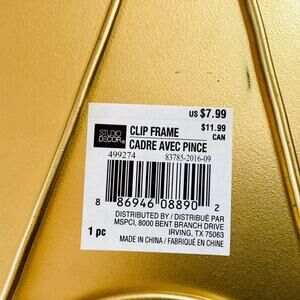 US $7.99
STUDIO
DECOR®
CLIP FRAME
$11.99
CAN
CADRE AVEC PINCE
499274
83785-2016-09
8 86946 08890 2
DISTRIBUTED BY / DISTRIBUÉ PAR
MSPCI, 8000 BENT BRANCH DRIVE
IRVING, TX 75063
1 pc
MADE IN CHINA / FABRIQUÉ EN CHINE